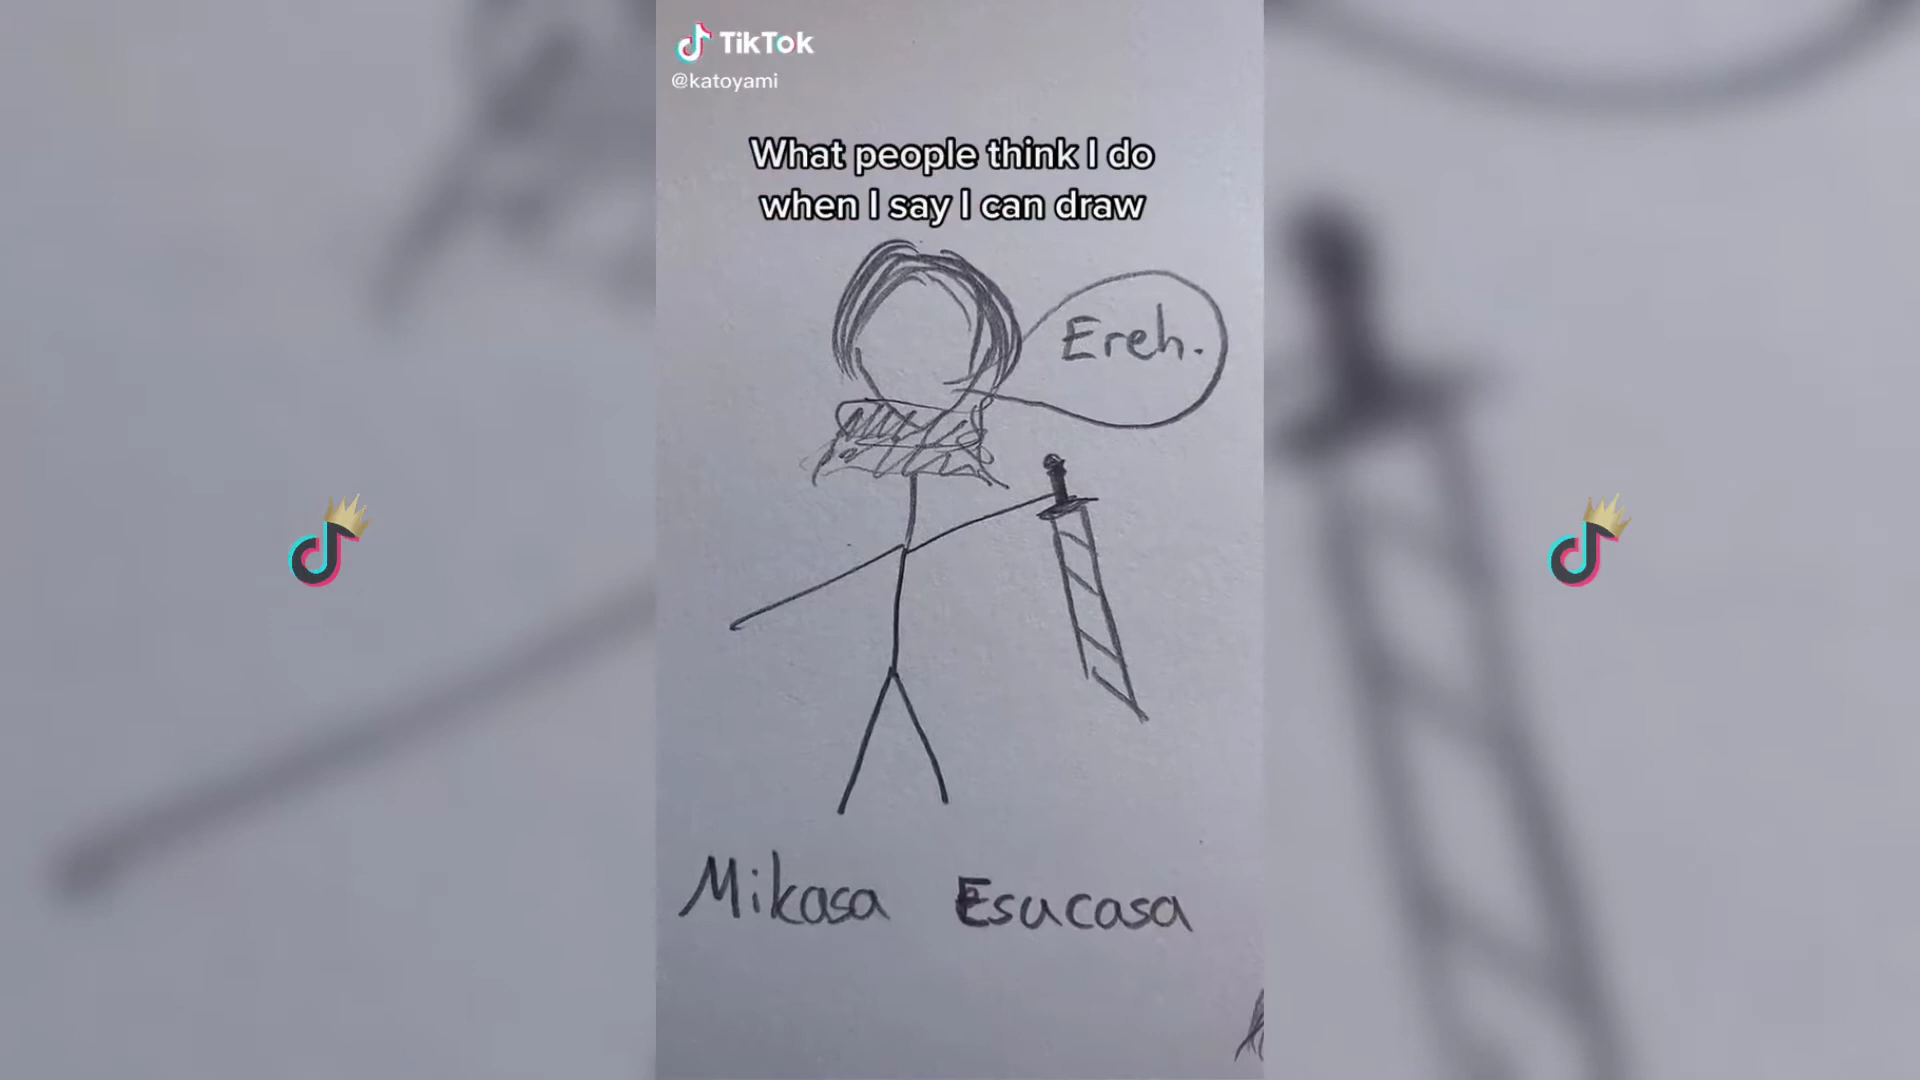 TikTok
@katoyami
What people think I do
when I say I can draw
Ereh.
Mikasa Esucasa